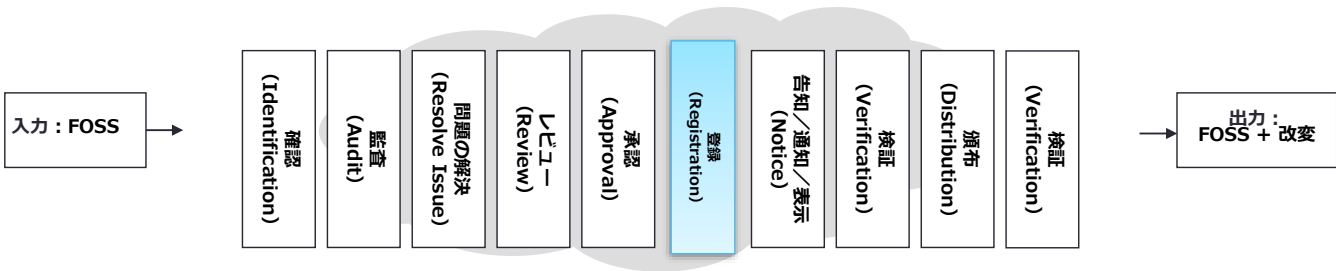 入力：FOSS
確認
(Identification)
監査
(Audit)
問題の解決
(Resolve Issue)
レビュー
(Review)
承認
(Approval)
登録
(Registration)
告知／通知／表示
(Notice)
検証
(Verification)
頒布
(Distribution)
検証
(Verification)
出力：
FOSS + 改変